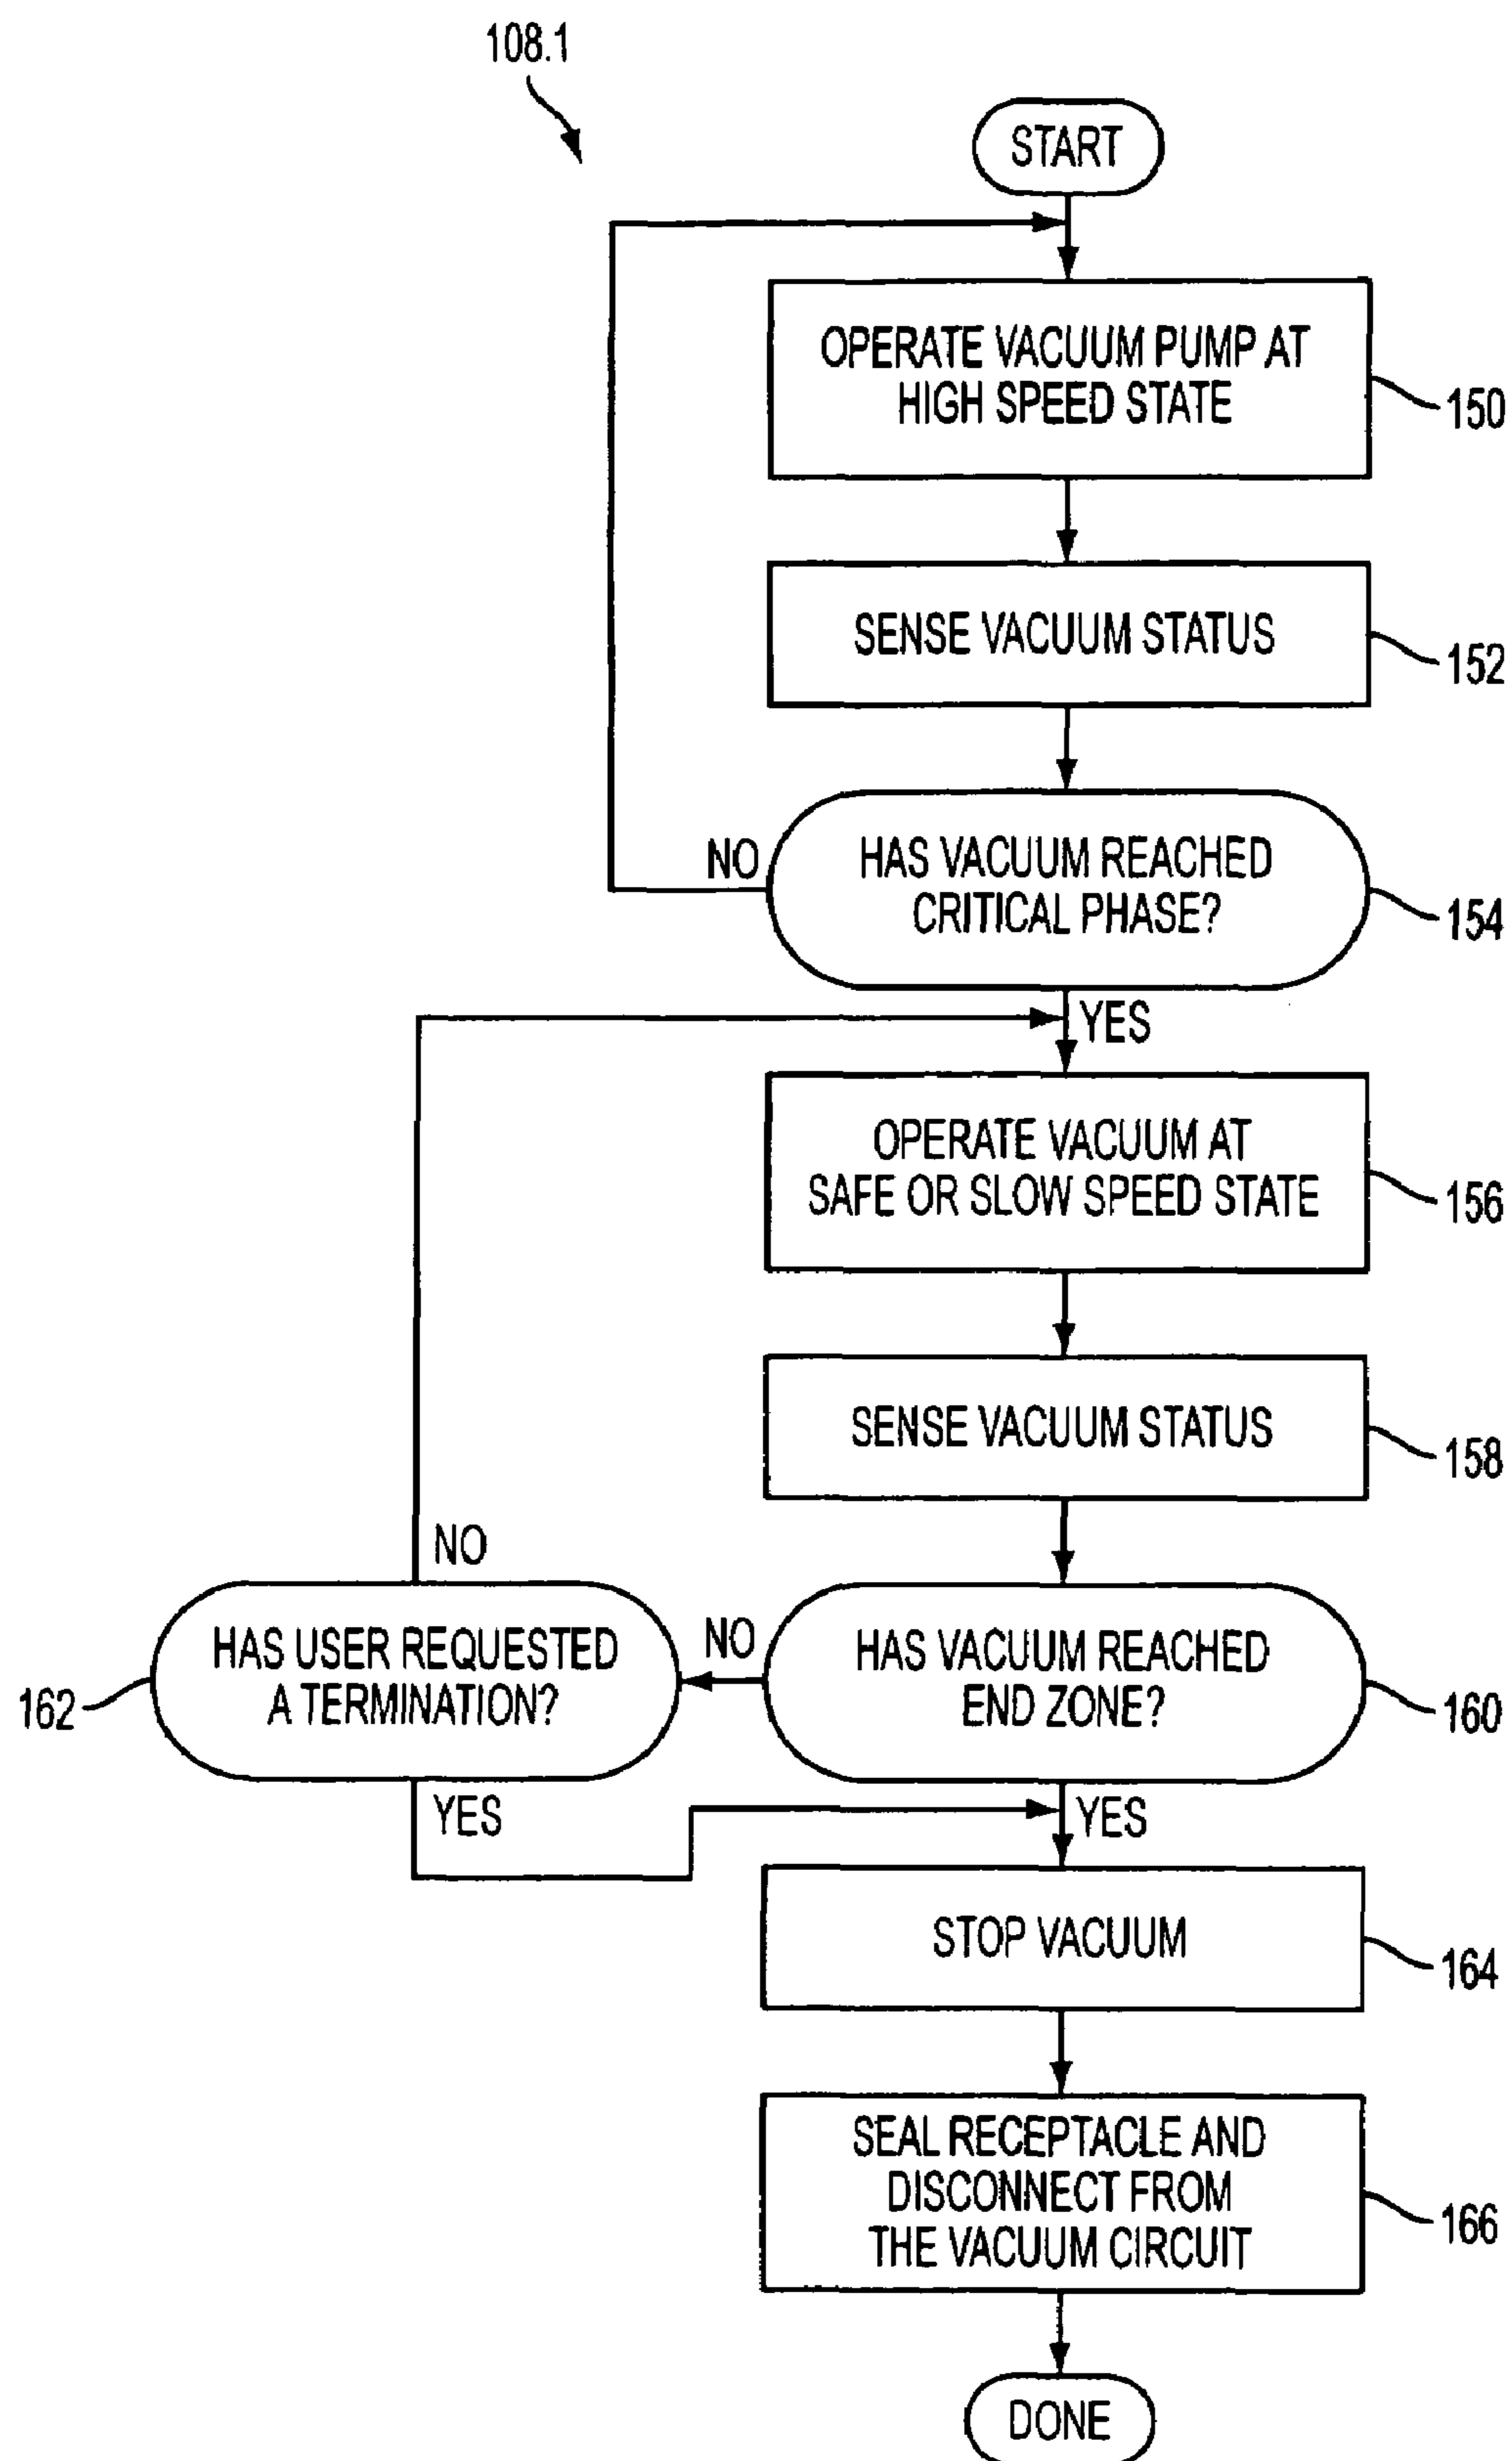 108.1
START
OPERATE VACUUM PUMP AT
HIGH SPEED STATE
150
SENSE VACUUM STATUS
152
HAS VACUUM REACHED
CRITICAL PHASE?
154
NO
YES
OPERATE VACUUM AT
SAFE OR SLOW SPEED STATE
156
SENSE VACUUM STATUS
158
HAS VACUUM REACHED
END ZONE?
160
NO
HAS USER REQUESTED
A TERMINATION?
162
NO
YES
YES
STOP VACUUM
164
SEAL RECEPTACLE AND
DISCONNECT FROM
THE VACUUM CIRCUIT
166
DONE